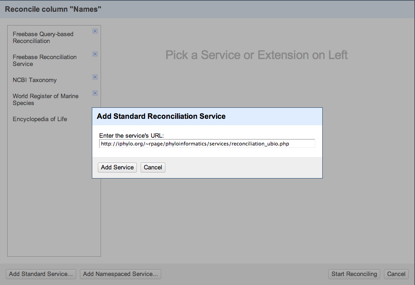 Reconcile column "Names"
Freebase Query-based
Reconciliation
Freebase Reconciliation
Service
NCBI Taxonomy
World Register of Marine
Species
Encyclopedia of Life
Pick a Service or Extension on Left
Add Standard Reconciliation Service
Enter the service's URL:
http://iphylo.org/~rpage/phyloinformatics/services/reconciliation_ubio.php
Add Service
Cancel
Add Standard Service...
Add Namespaced Service...
Start Reconciling
Cancel